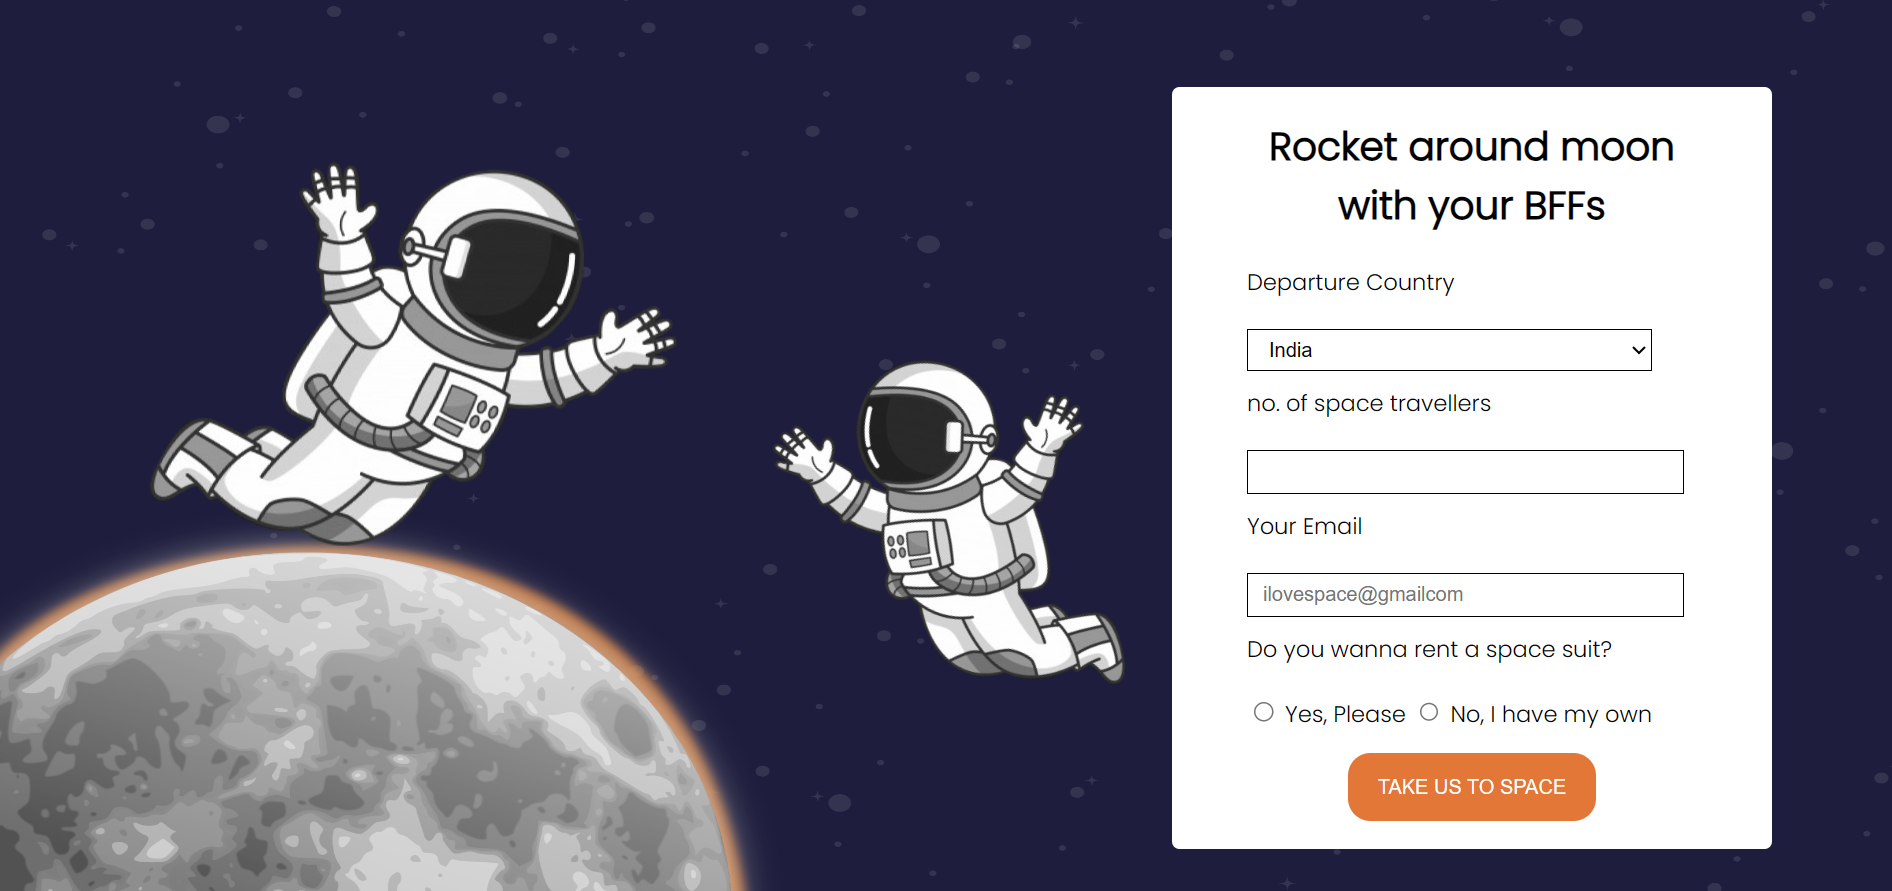 Rocket around moon
with your BFFs
Departure Country
India
no. of space travellers
Your Email
ilovespace@gmailcom
Do you wanna rent a space suit?
Yes, Please No, I have my own
TAKE US TO SPACE